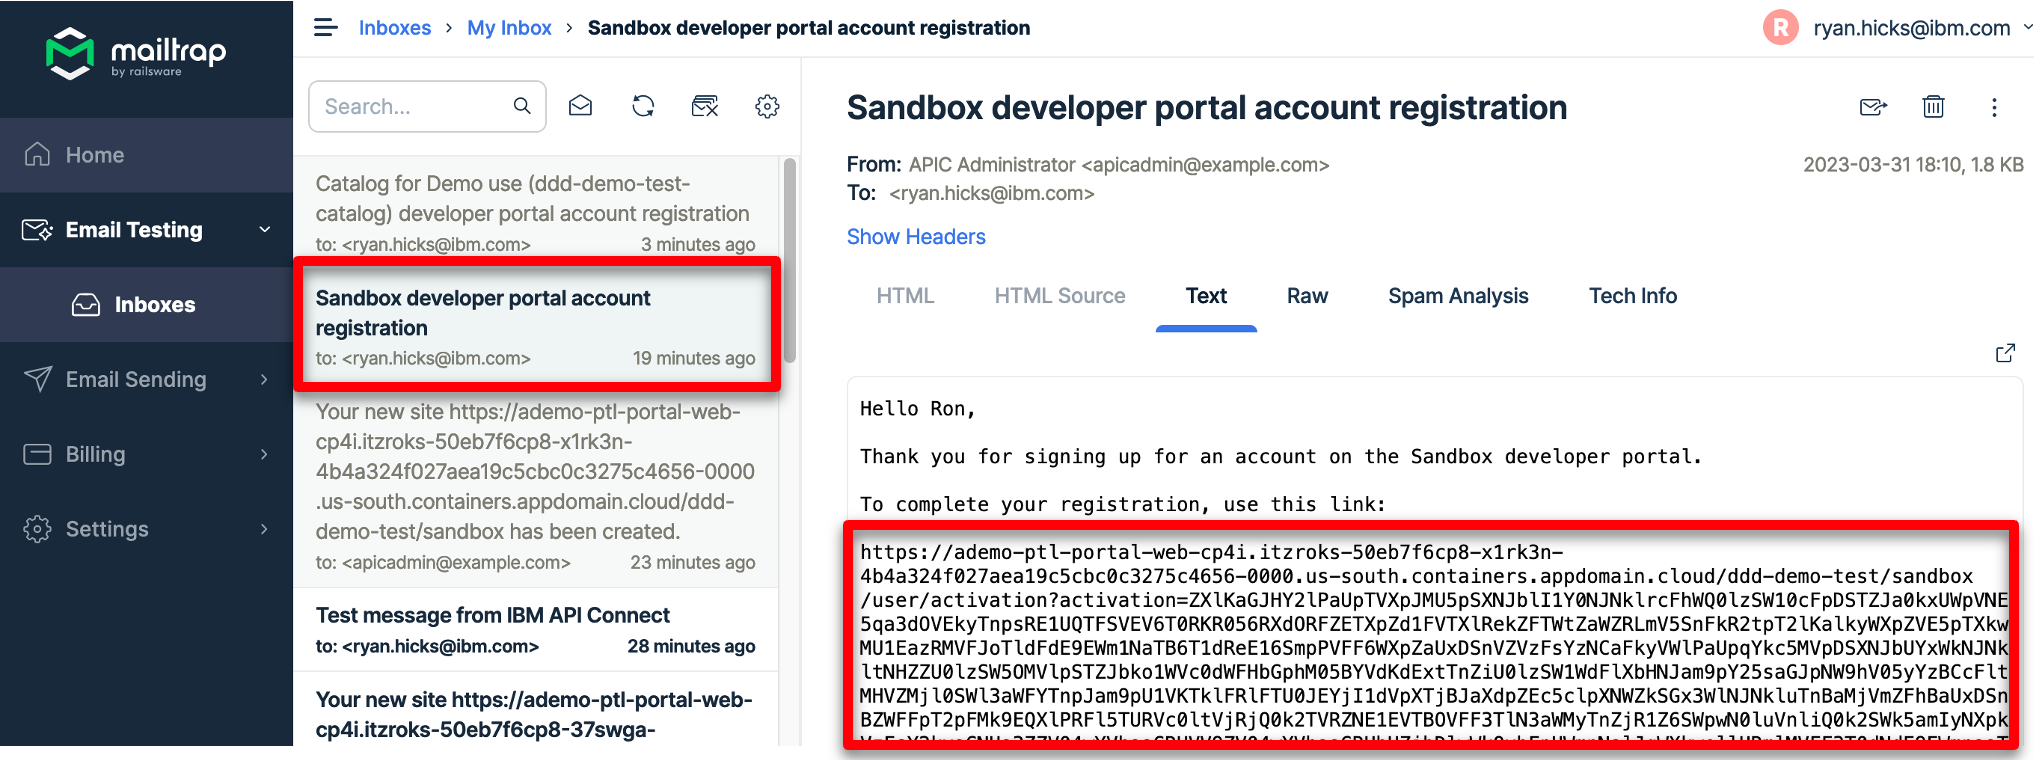 mailtrap
by railsware
Home
Email Testing
Inboxes
Email Sending
Billing
Settings
Inboxes › My Inbox › Sandbox developer portal account registration
R ryan.hicks@ibm.com
Search...
Catalog for Demo use (ddd-demo-test-
catalog) developer portal account registration
to: <ryan.hicks@ibm.com> 3 minutes ago
Sandbox developer portal account
registration
to: <ryan.hicks@ibm.com> 19 minutes ago
Your new site https://ademo-ptl-portal-web-
cp4i.itzroks-50eb7f6cp8-x1rk3n-
4b4a324f027aea19c5cbc0c3275c4656-0000
.us-south.containers.appdomain.cloud/ddd-
demo-test/sandbox has been created.
to: <apicadmin@example.com> 23 minutes ago
Test message from IBM API Connect
to: <ryan.hicks@ibm.com> 28 minutes ago
Your new site https://ademo-ptl-portal-web-
cp4i.itzroks-50eb7f6cp8-37swga-
Sandbox developer portal account registration
From: APIC Administrator <apicadmin@example.com> 2023-03-31 18:10, 1.8 KB
To: <ryan.hicks@ibm.com>
Show Headers
HTML HTML Source Text Raw Spam Analysis Tech Info
Hello Ron,
Thank you for signing up for an account on the Sandbox developer portal.
To complete your registration, use this link:
https://ademo-ptl-portal-web-cp4i.itzroks-50eb7f6cp8-x1rk3n-
4b4a324f027aea19c5cbc0c3275c4656-0000.us-south.containers.appdomain.cloud/ddd-demo-test/sandbox
/user/activation?activation=ZXlKaGJHY2lPaUpTVXpJMU5pSXNJblI1Y0NJNklrcFhWQ0lzSW10cFpDSTZJa0kxUWpVNE
5qa3dOVEkyTnpsRE1UQTFSVEV6T0RKR056RXdORFZETXpZd1FVTXlRekZFTWtZaWZRLmV5SnFkR2tpT2lKalkyWXpZVE5pTXkw
MU1EazRMVFJoTldFdE9EWm1NaTB6T1dReE16SmpPVFF6WXpZaUxDSnVZVzFsYzNCaFkyVWlPaUpqYkc5MVpDSXNJbUYxWkNJNk
ltNHZZU0lzSW5OMVlpSTZJbko1WVc0dWFHbGphM05BYVdKdExtTnZiU0lzSW1WdFlXbHNJam9pY25saGJpNW9hV05yYzBCcFlt
MHVZMjl0SWl3aWFYTnpJam9pU1VKTklFRlFTU0JEYjI1dVpXTjBJaXdpZEc5clpXNWZkSGx3WlNJNkluTnBaMjVmZFhBaUxDSn
BZWFFpT2pFMk9EQXlPRFl5TURVc0ltVjRjQ0k2TVRZNE1EVTBOVFF3TlN3aWMyTnZjR1Z6SWpwN0luVnliQ0k2SWk5amIyNXpk